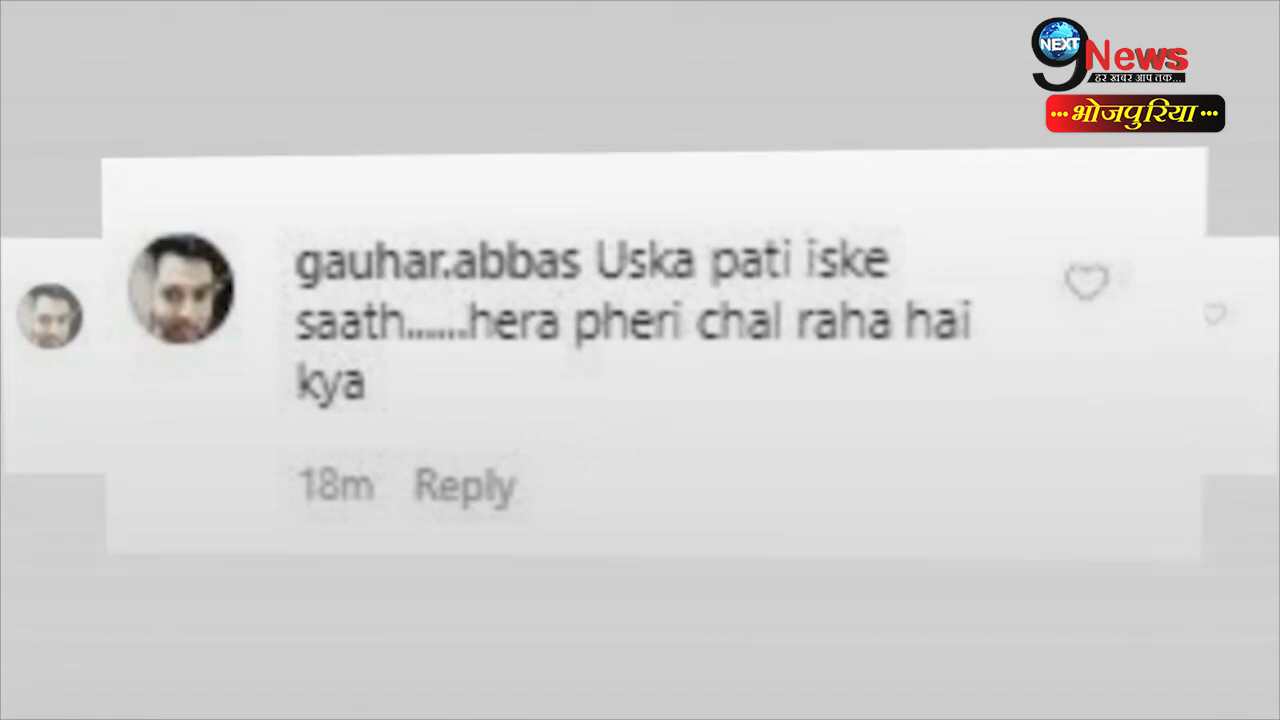 9
NEXT
News
हर खबर आप तक...
...भोजपुरिया...
gauhar.abbas Uska pati iske
saath.......hera pheri chal raha hai
kya
18m Reply